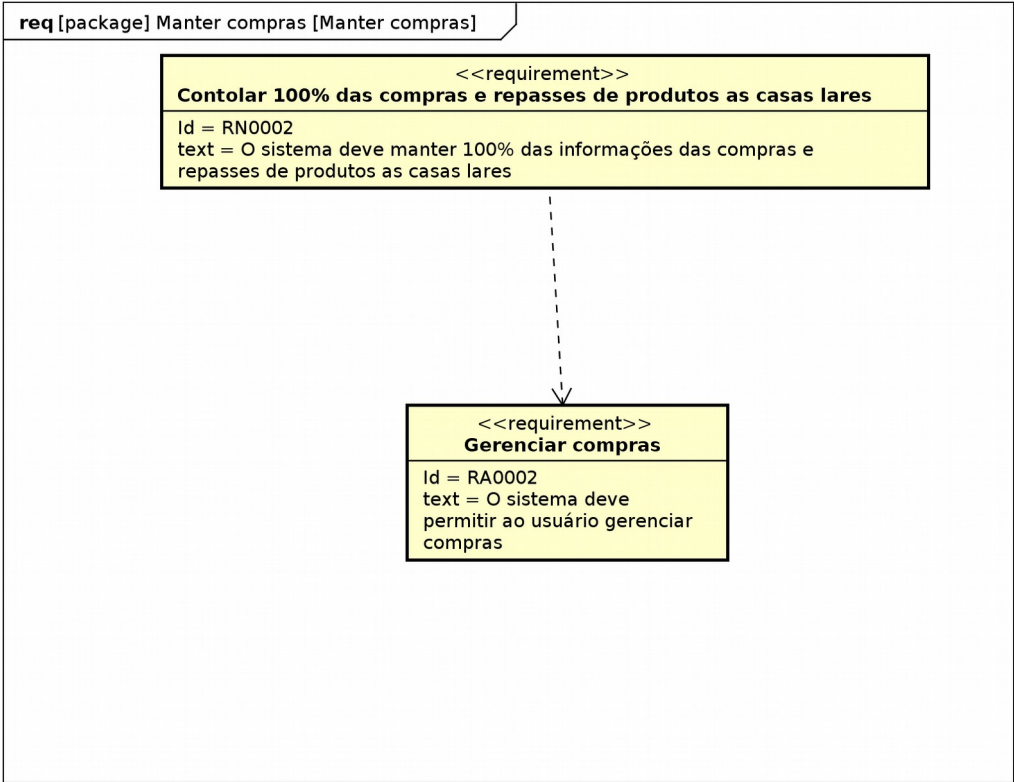 req [package] Manter compras [Manter compras]
<<requirement>>
Contolar 100% das compras e repasses de produtos as casas lares
Id = RN0002
text = O sistema deve manter 100% das informações das compras e
repasses de produtos as casas lares
<<requirement>>
Gerenciar compras
Id = RA0002
text = O sistema deve
permitir ao usuário gerenciar
compras